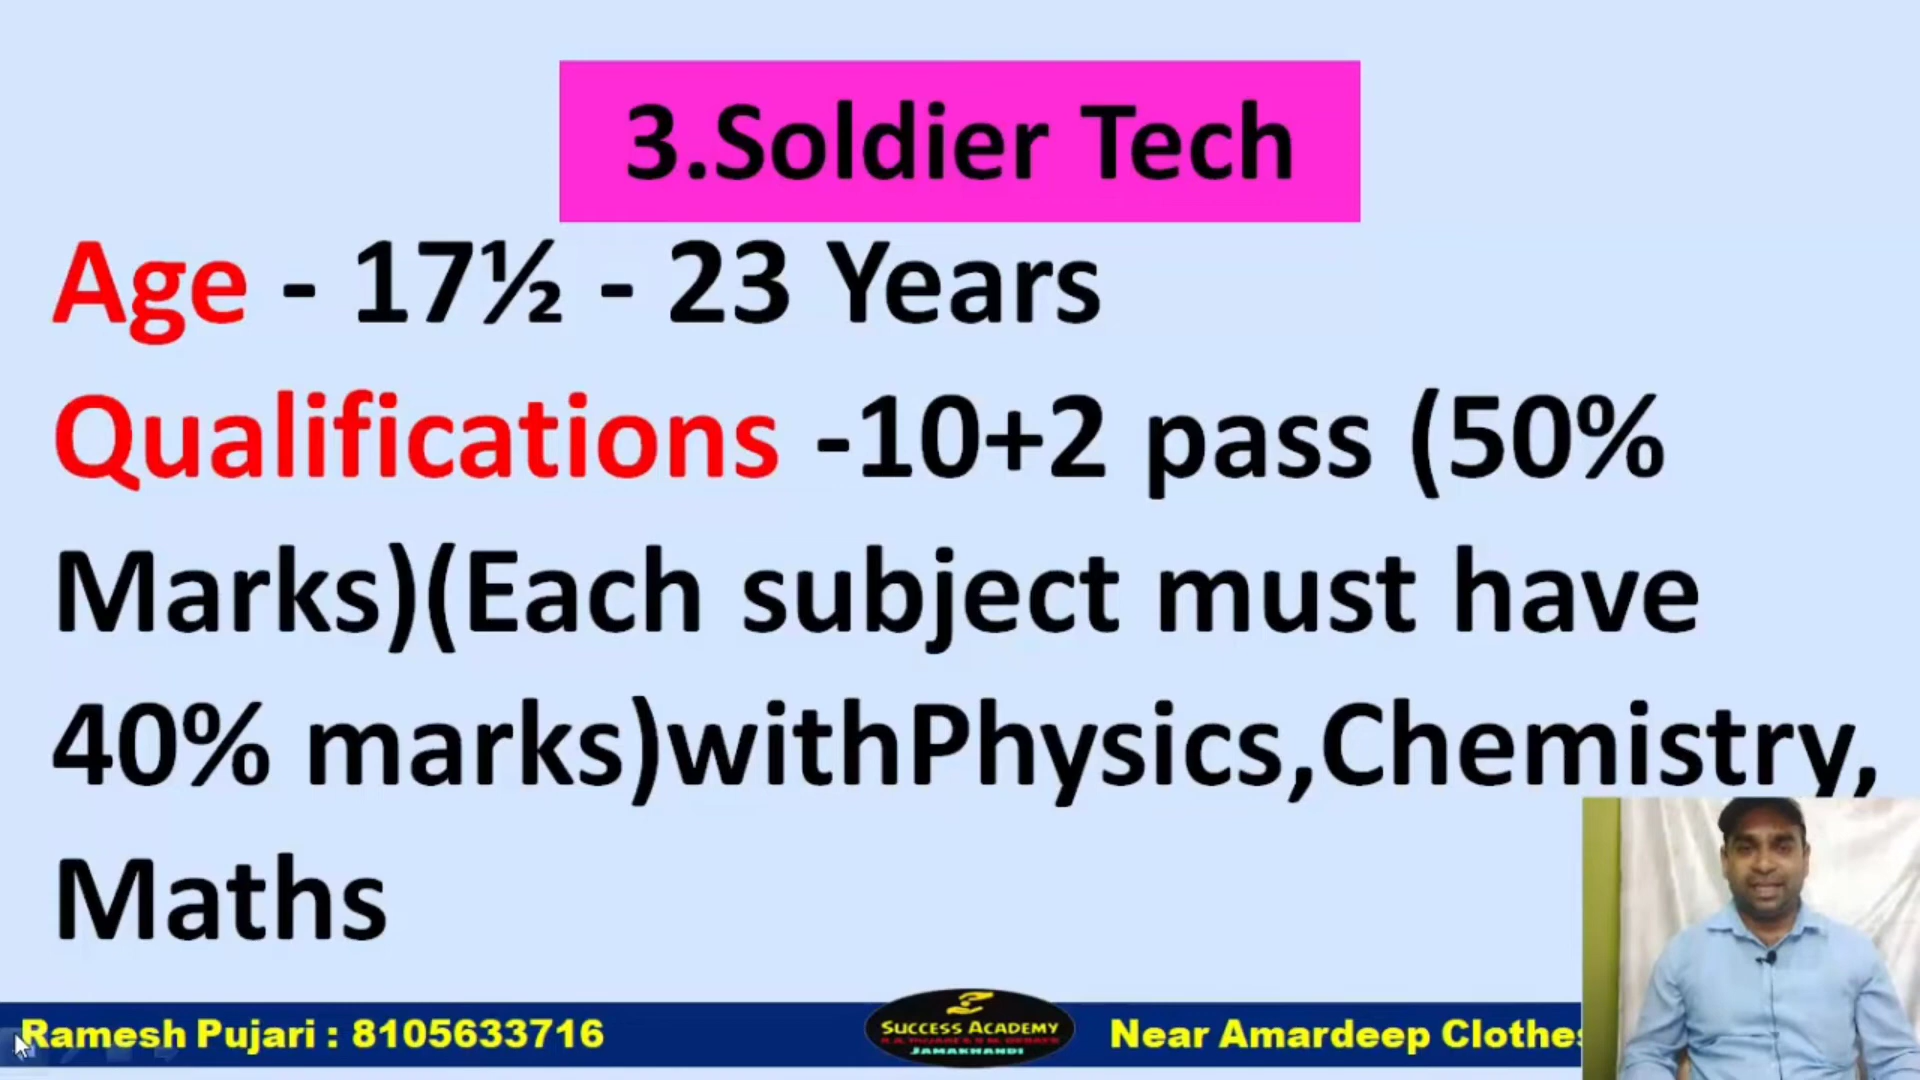 3.Soldier Tech
Age - 17½ - 23 Years
Qualifications -10+2 pass (50%
Marks)(Each subject must have
40% marks)withPhysics,Chemistry,
Maths
Ramesh Pujari : 8105633716
SUCCESS ACADEMY
JAMAKHANDI
Near Amardeep Clothes